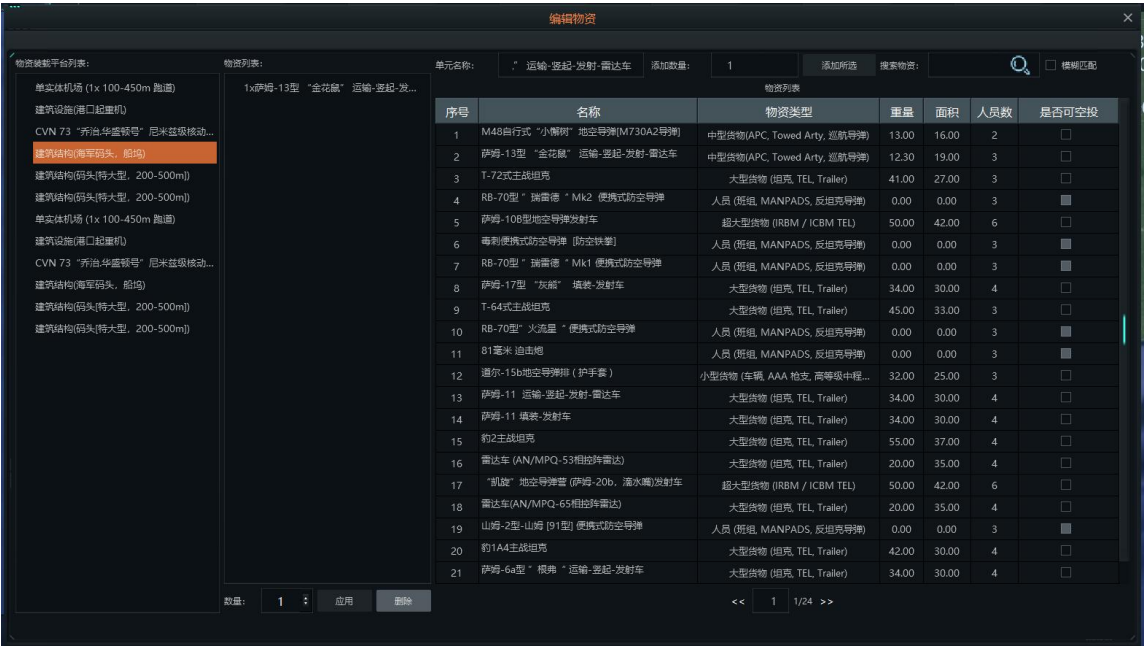 编辑物资
物资装载平台列表:
单实体机场 (1x 100-450m 跑道)
建筑设施(港口起重机)
CVN 73 “乔治.华盛顿号” 尼米兹级核动...
建筑结构(海军码头，船坞)
建筑结构(码头[特大型，200-500m])
建筑结构(码头[特大型，200-500m])
单实体机场 (1x 100-450m 跑道)
建筑设施(港口起重机)
CVN 73 “乔治.华盛顿号” 尼米兹级核动...
建筑结构(海军码头，船坞)
建筑结构(码头[特大型，200-500m])
建筑结构(码头[特大型，200-500m])
物资列表:
1x萨姆-13型 “金花鼠” 运输-竖起-发...
数量: 1 应用 删除
单元名称: ” 运输-竖起-发射-雷达车 添加数量: 1 添加所选 搜索物资: 模糊匹配
物资列表
序号 名称 物资类型 重量 面积 人员数 是否可空投
1 M48自行式 “小懈树” 地空导弹[M730A2导弹] 中型货物(APC, Towed Arty, 巡航导弹) 13.00 16.00 2
2 萨姆-13型 “金花鼠” 运输-竖起-发射-雷达车 中型货物(APC, Towed Arty, 巡航导弹) 12.30 19.00 3
3 T-72式主战坦克 大型货物 (坦克, TEL, Trailer) 41.00 27.00 3
4 RB-70型 “ 瑞雷德 “ Mk2 便携式防空导弹 人员 (班组, MANPADS, 反坦克导弹) 0.00 0.00 3
5 萨姆-10B型地空导弹发射车 超大型货物 (IRBM / ICBM TEL) 50.00 42.00 6
6 毒刺便携式防空导弹 [防空铁拳] 人员 (班组, MANPADS, 反坦克导弹) 0.00 0.00 3
7 RB-70型 “ 瑞雷德 “ Mk1 便携式防空导弹 人员 (班组, MANPADS, 反坦克导弹) 0.00 0.00 3
8 萨姆-17型 “灰熊” 填装-发射车 大型货物 (坦克, TEL, Trailer) 34.00 30.00 4
9 T-64式主战坦克 大型货物 (坦克, TEL, Trailer) 45.00 33.00 3
10 RB-70型” 火流星 “ 便携式防空导弹 人员 (班组, MANPADS, 反坦克导弹) 0.00 0.00 3
11 81毫米 迫击炮 人员 (班组, MANPADS, 反坦克导弹) 0.00 0.00 3
12 道尔-15b地空导弹排 ( 护手套 ) 小型货物 (车辆, AAA 枪支, 高等级中程... 32.00 25.00 3
13 萨姆-11 运输-竖起-发射-雷达车 大型货物 (坦克, TEL, Trailer) 34.00 30.00 4
14 萨姆-11 填装-发射车 大型货物 (坦克, TEL, Trailer) 34.00 30.00 4
15 豹2主战坦克 大型货物 (坦克, TEL, Trailer) 55.00 37.00 4
16 雷达车 (AN/MPQ-53相控阵雷达) 大型货物 (坦克, TEL, Trailer) 20.00 35.00 4
17 “凯旋” 地空导弹营 (萨姆-20b，滴水嘴)发射车 超大型货物 (IRBM / ICBM TEL) 50.00 42.00 6
18 雷达车(AN/MPQ-65相控阵雷达) 大型货物 (坦克, TEL, Trailer) 20.00 35.00 4
19 山姆-2型-山姆 [91型] 便携式防空导弹 人员 (班组, MANPADS, 反坦克导弹) 0.00 0.00 3
20 豹1A4主战坦克 大型货物 (坦克, TEL, Trailer) 42.00 30.00 4
21 萨姆-6a型 “ 根弗 “ 运输-竖起-发射车 大型货物 (坦克, TEL, Trailer) 34.00 30.00 4
<< 1 1/24 >>